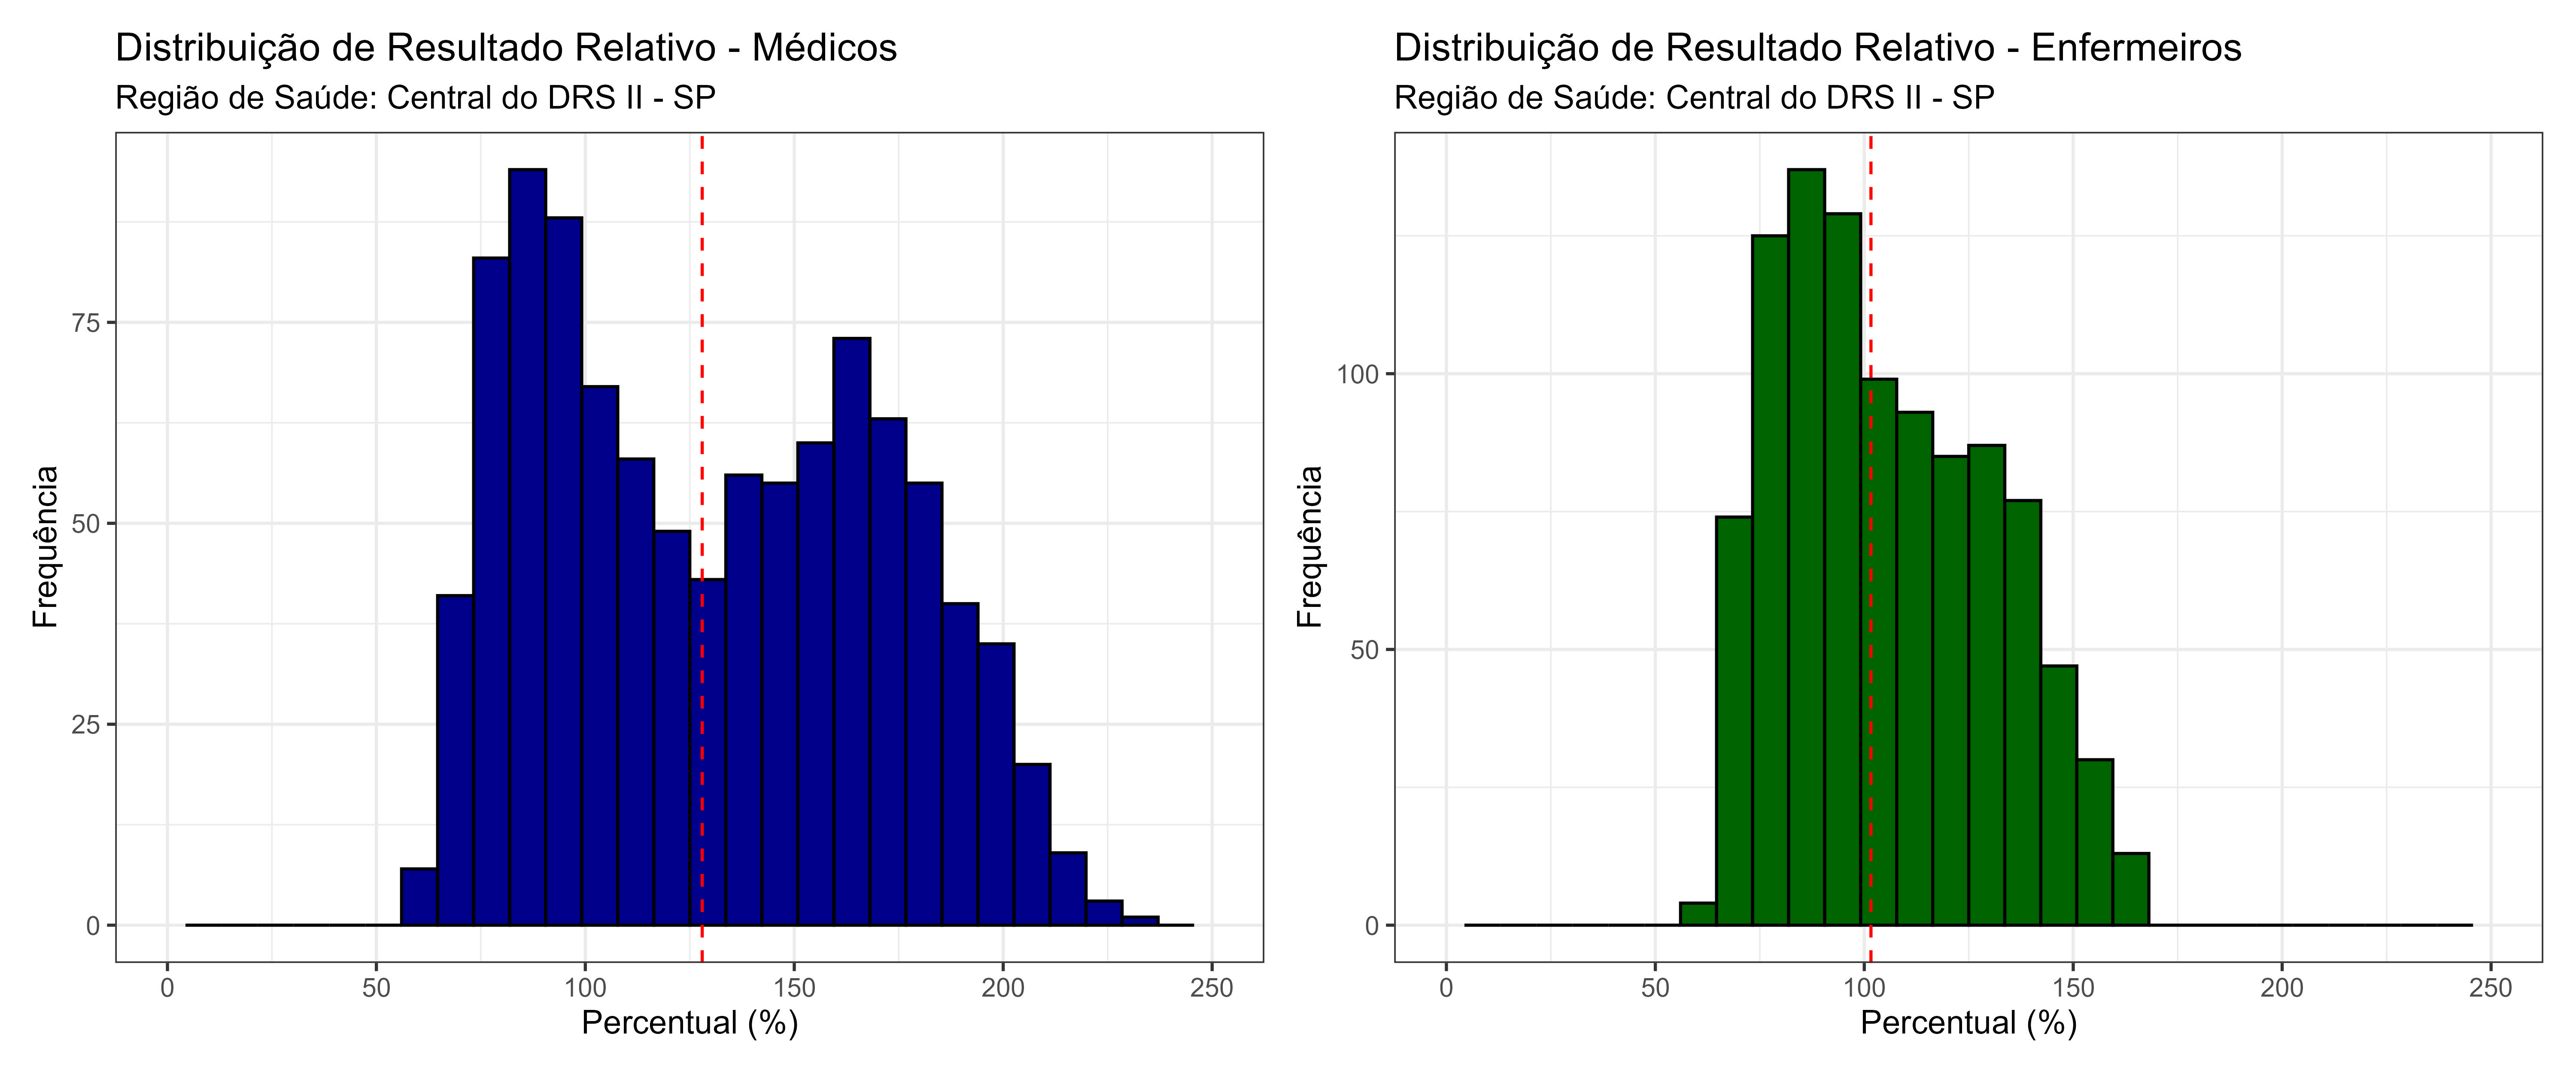 Distribuição de Resultado Relativo - Médicos
Região de Saúde: Central do DRS II - SP
Frequência
75
50
25
0
0 50 100 150 200 250
Percentual (%)
Distribuição de Resultado Relativo - Enfermeiros
Região de Saúde: Central do DRS II - SP
Frequência
100
50
0
0 50 100 150 200 250
Percentual (%)